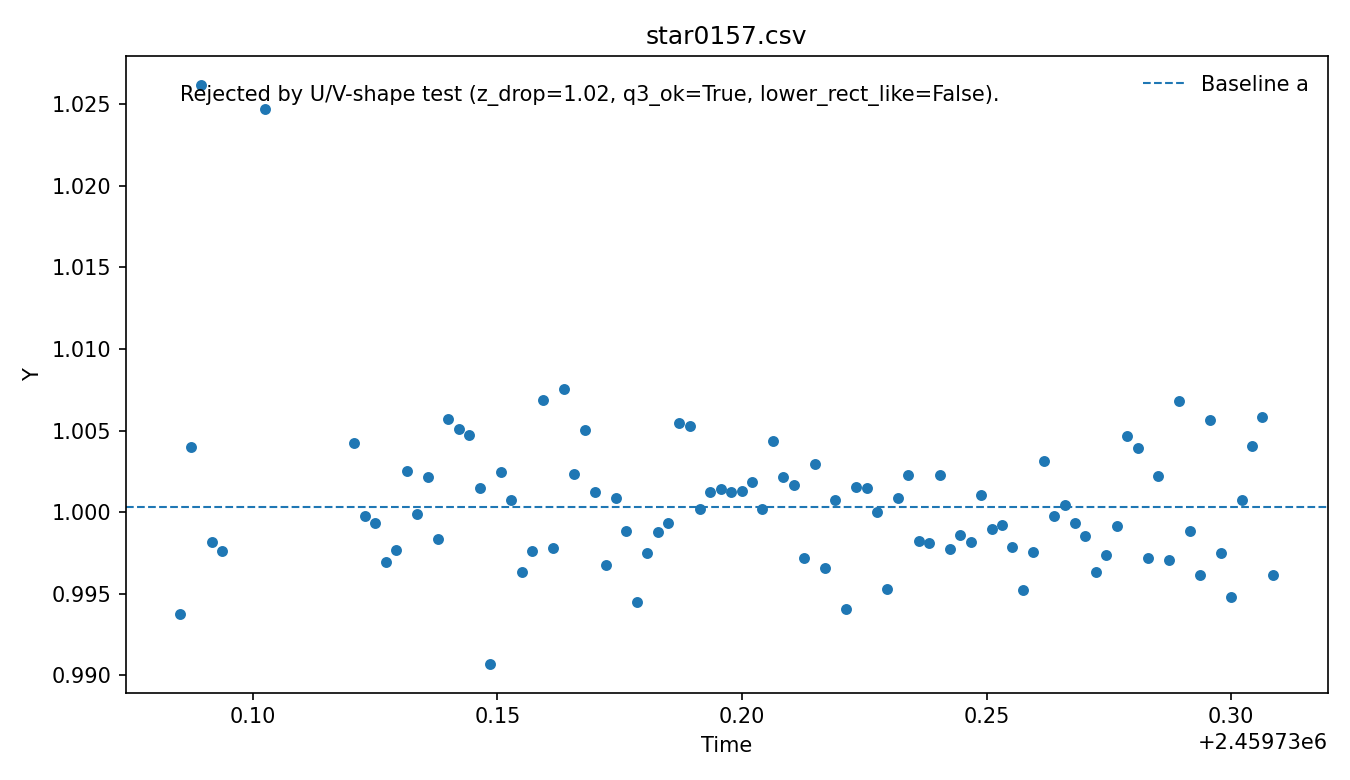 star0157.csv
Rejected by U/V-shape test (z_drop=1.02, q3_ok=True, lower_rect_like=False).
Baseline a
1.025
1.020
1.015
1.010
1.005
1.000
0.995
0.990
Y
0.10 0.15 0.20 0.25 0.30
Time
+2.45973e6